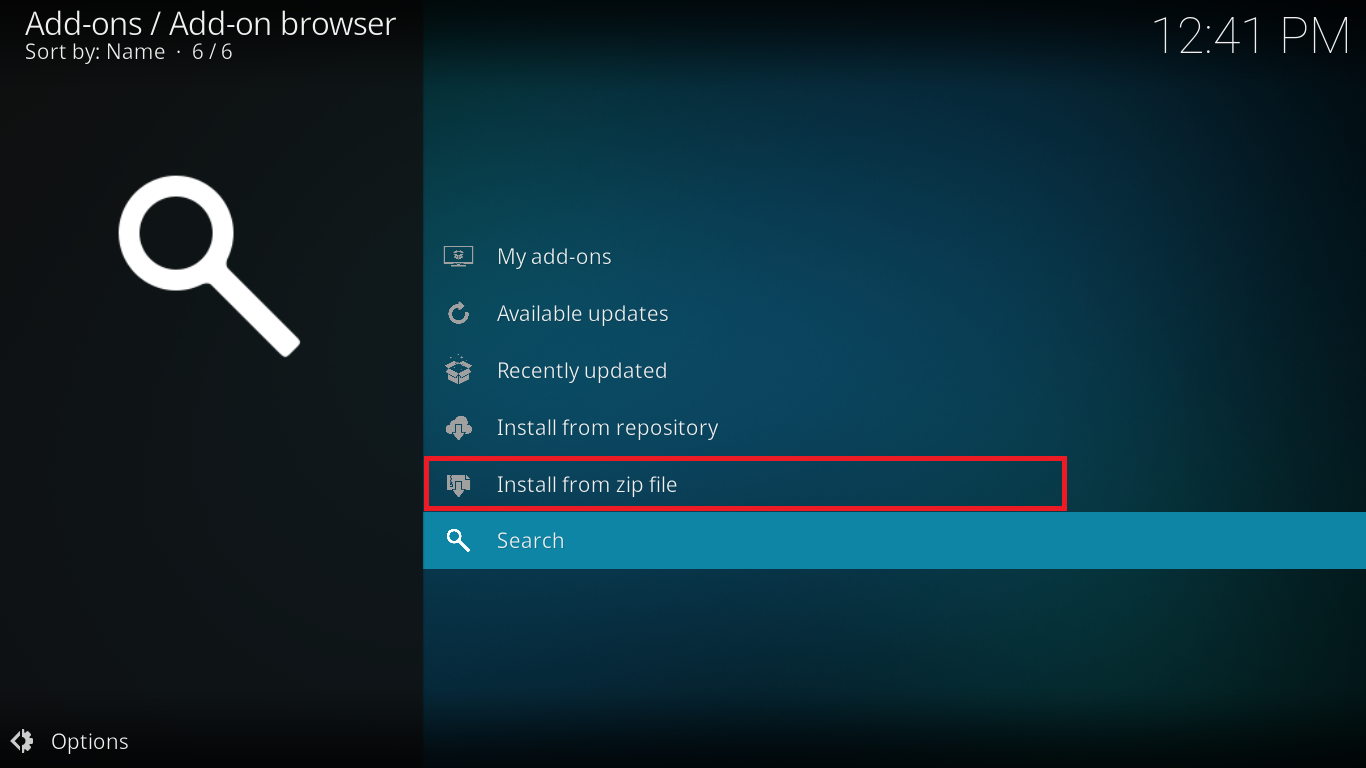 Add-ons / Add-on browser
Sort by: Name · 6 / 6
12:41 PM
My add-ons
Available updates
Recently updated
Install from repository
Install from zip file
Search
Options